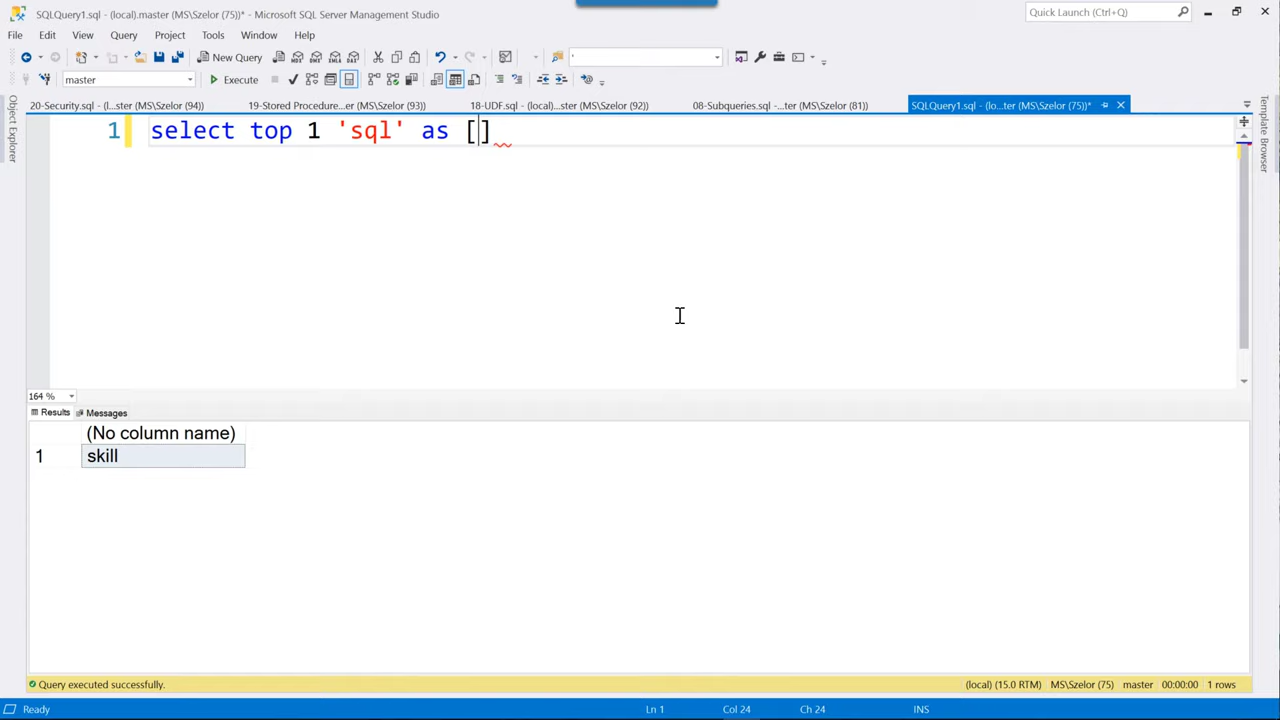 SQLQuery1.sql - (local).master (MS\Szelor (75))* - Microsoft SQL Server Management Studio
Quick Launch (Ctrl+Q)
File Edit View Query Project Tools Window Help
New Query
'
master
Execute
Object Explorer
20-Security.sql - (l...ster (MS\Szelor (94)) 19-Stored Procedure...er (MS\Szelor (93)) 18-UDF.sql - (local)....ster (MS\Szelor (92)) 08-Subqueries.sql -...ter (MS\Szelor (81)) SQLQuery1.sql - (lo...ter (MS\Szelor (75))*
Template Browser
1 select top 1 'sql' as []
164 %
Results Messages
(No column name)
1 skill
Query executed successfully. (local) (15.0 RTM) MS\Szelor (75) master 00:00:00 1 rows
Ready Ln 1 Col 24 Ch 24 INS